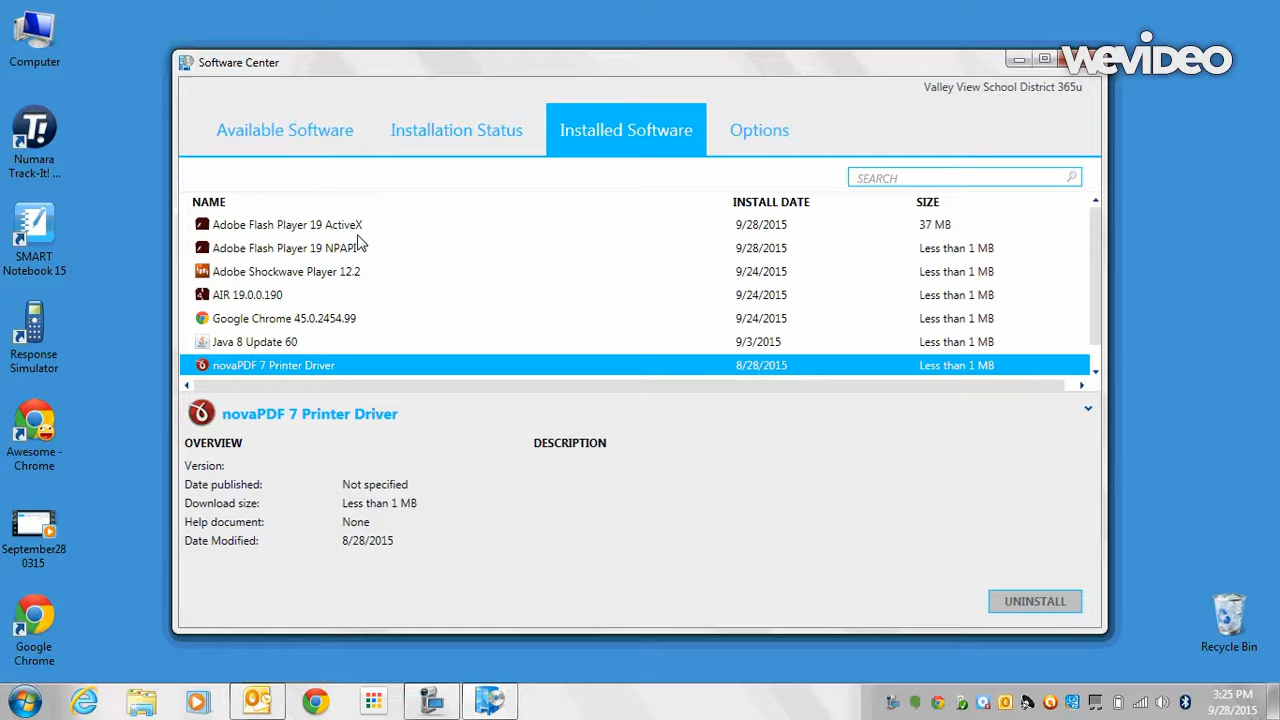 Computer
Numara
Track-It! ...
SMART
Notebook 15
Response
Simulator
Awesome -
Chrome
September28
0315
Google
Chrome
Software Center
WEVIDEO
Valley View School District 365u
Available Software
Installation Status
Installed Software
Options
SEARCH
NAME INSTALL DATE SIZE
Adobe Flash Player 19 ActiveX 9/28/2015 37 MB
Adobe Flash Player 19 NPAPI 9/28/2015 Less than 1 MB
Adobe Shockwave Player 12.2 9/24/2015 Less than 1 MB
AIR 19.0.0.190 9/24/2015 Less than 1 MB
Google Chrome 45.0.2454.99 9/24/2015 Less than 1 MB
Java 8 Update 60 9/3/2015 Less than 1 MB
novaPDF 7 Printer Driver 8/28/2015 Less than 1 MB
novaPDF 7 Printer Driver
OVERVIEW DESCRIPTION
Version:
Date published: Not specified
Download size: Less than 1 MB
Help document: None
Date Modified: 8/28/2015
UNINSTALL
Recycle Bin
3:25 PM
9/28/2015